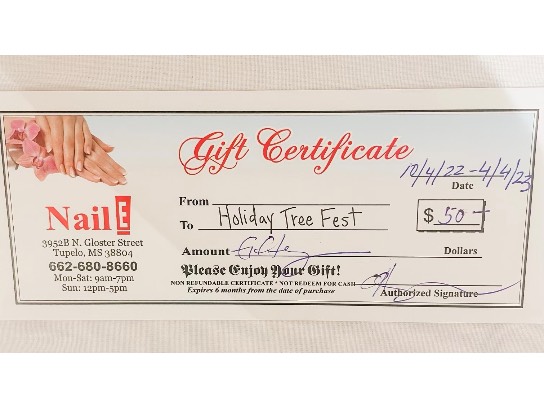 Gift Certificate
10/4/22 - 4/4/23
Date
From
To Holiday Tree Fest
$ 50
Amount
Dollars
Please Enjoy Your Gift!
NON REFUNDABLE CERTIFICATE * NOT REDEEM FOR CASH
Expires 6 months from the date of purchase
Authorized Signature
Nail E
3952B N. Gloster Street
Tupelo, MS 38804
662-680-8660
Mon-Sat: 9am-7pm
Sun: 12pm-5pm